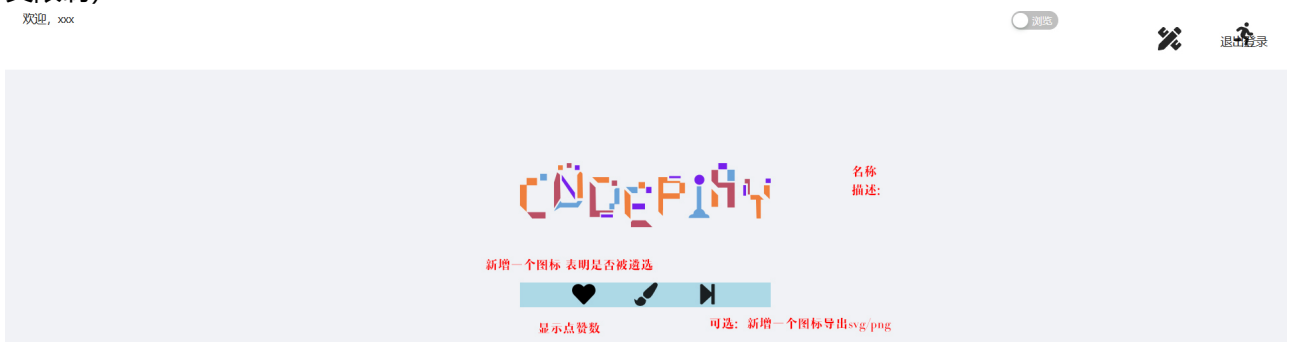 欢迎，xxx
浏览
退出登录
CODEPLAY
名称
描述:
新增一个图标 表明是否被遴选
显示点赞数
可选: 新增一个图标导出svg/png